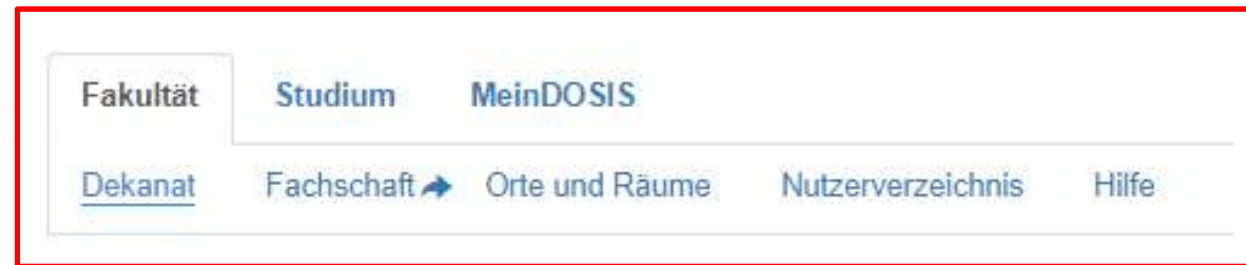 Fakultät Studium MeinDOSIS
Dekanat Fachschaft Orte und Räume Nutzerverzeichnis Hilfe